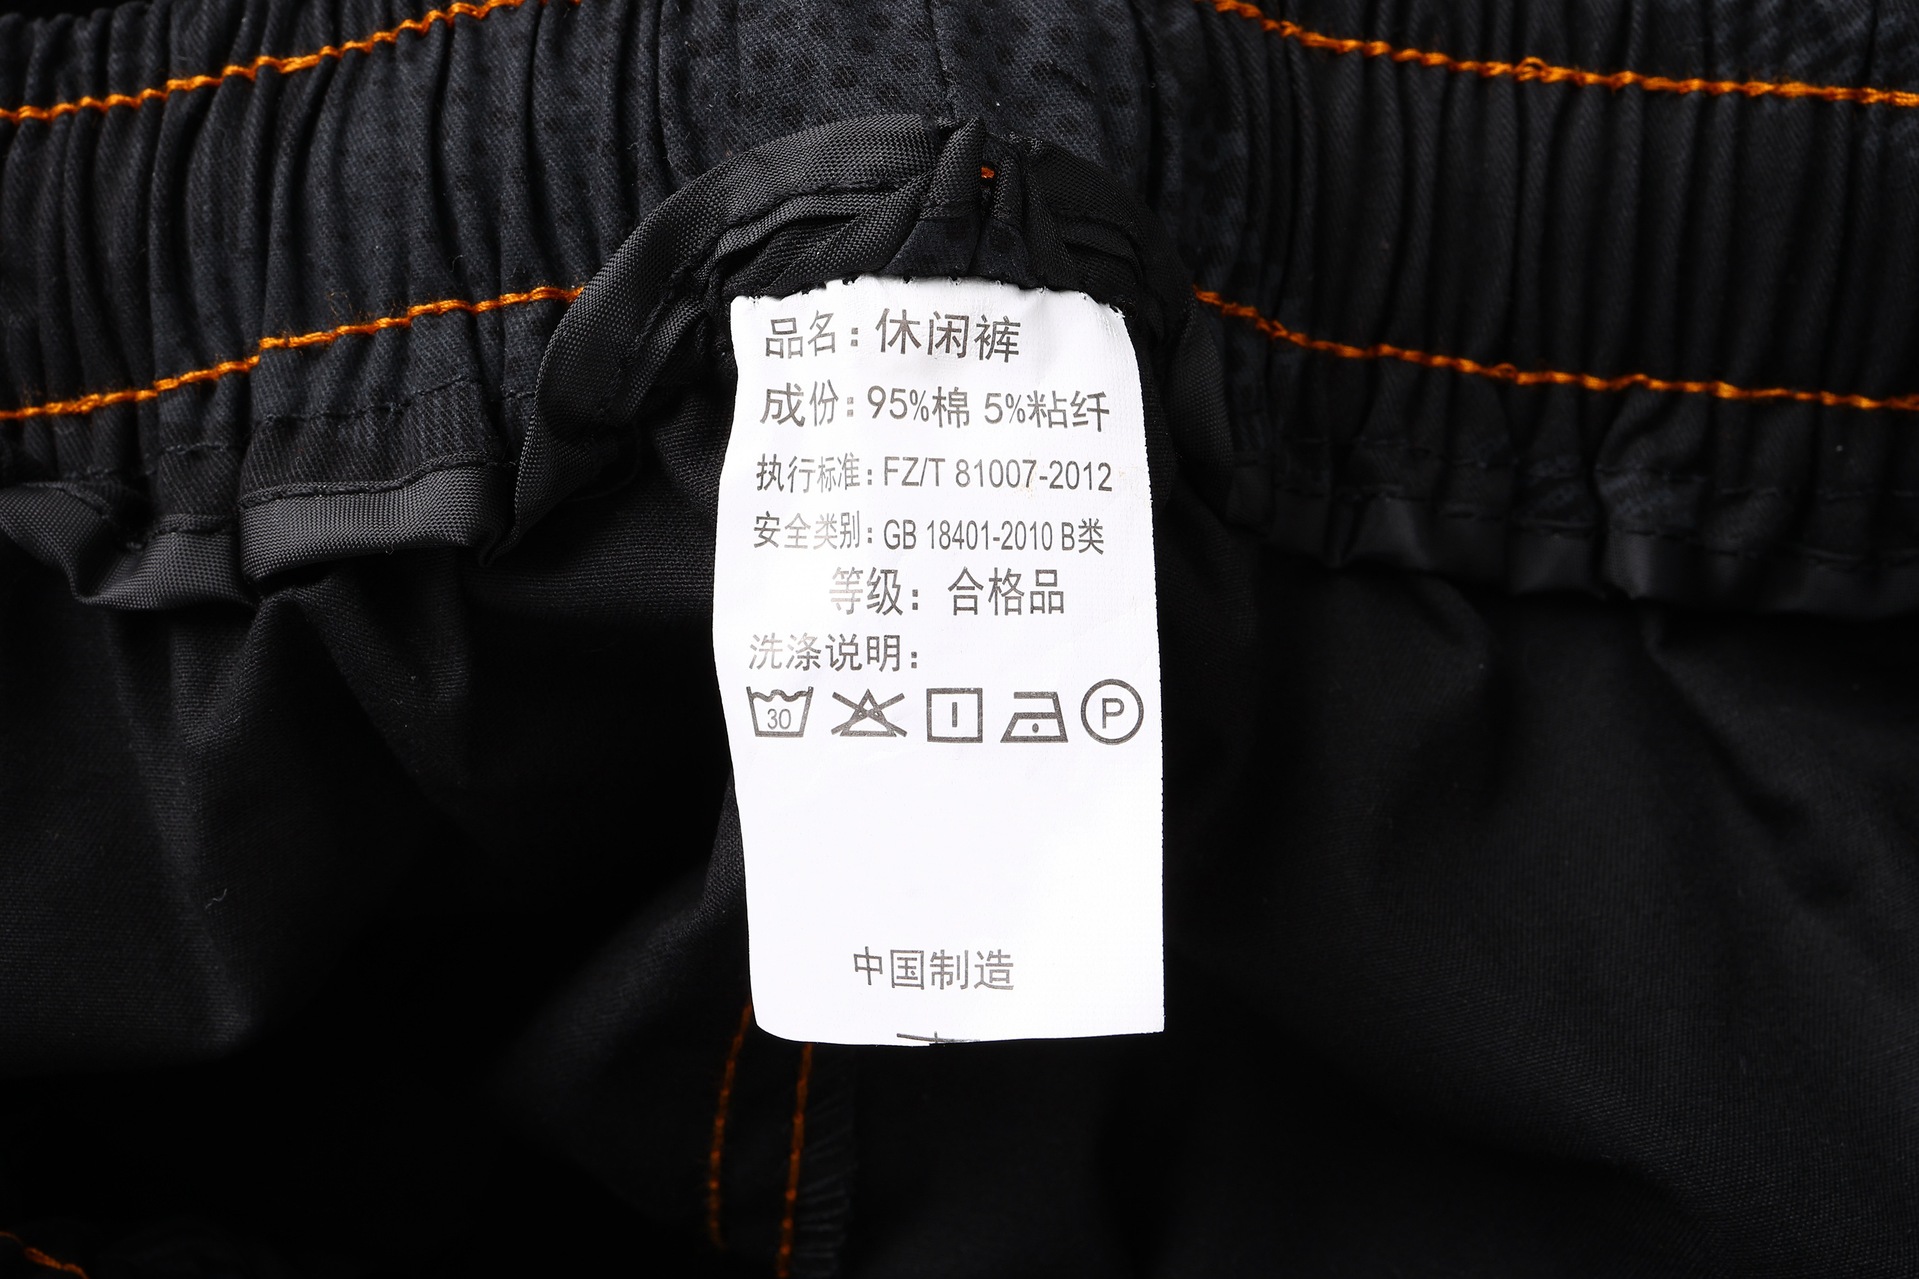 品名：休闲裤
成份：95%棉 5%粘纤
执行标准：FZ/T 81007-2012
安全类别：GB 18401-2010 B类
等级：合格品
洗涤说明：
30 P
中国制造